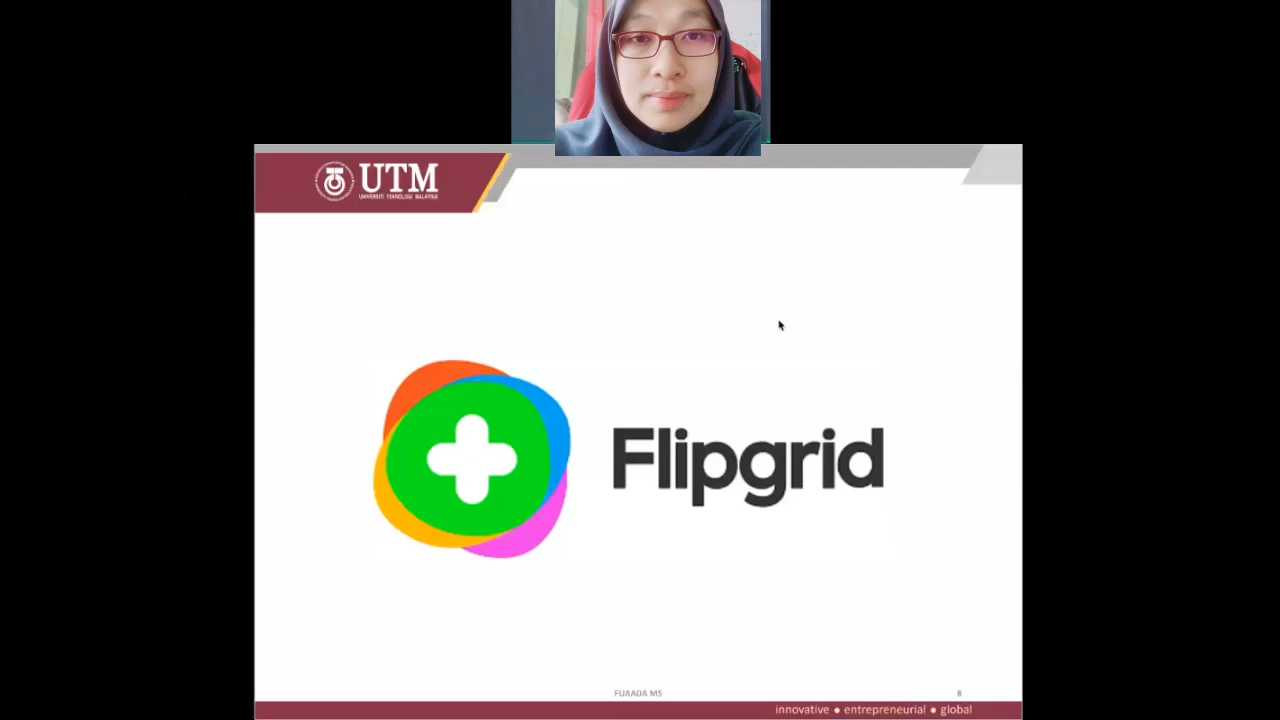 UTM
UNIVERSITI TEKNOLOGI MALAYSIA
Flipgrid
FUAADA MS
8
innovative ● entrepreneurial ● global